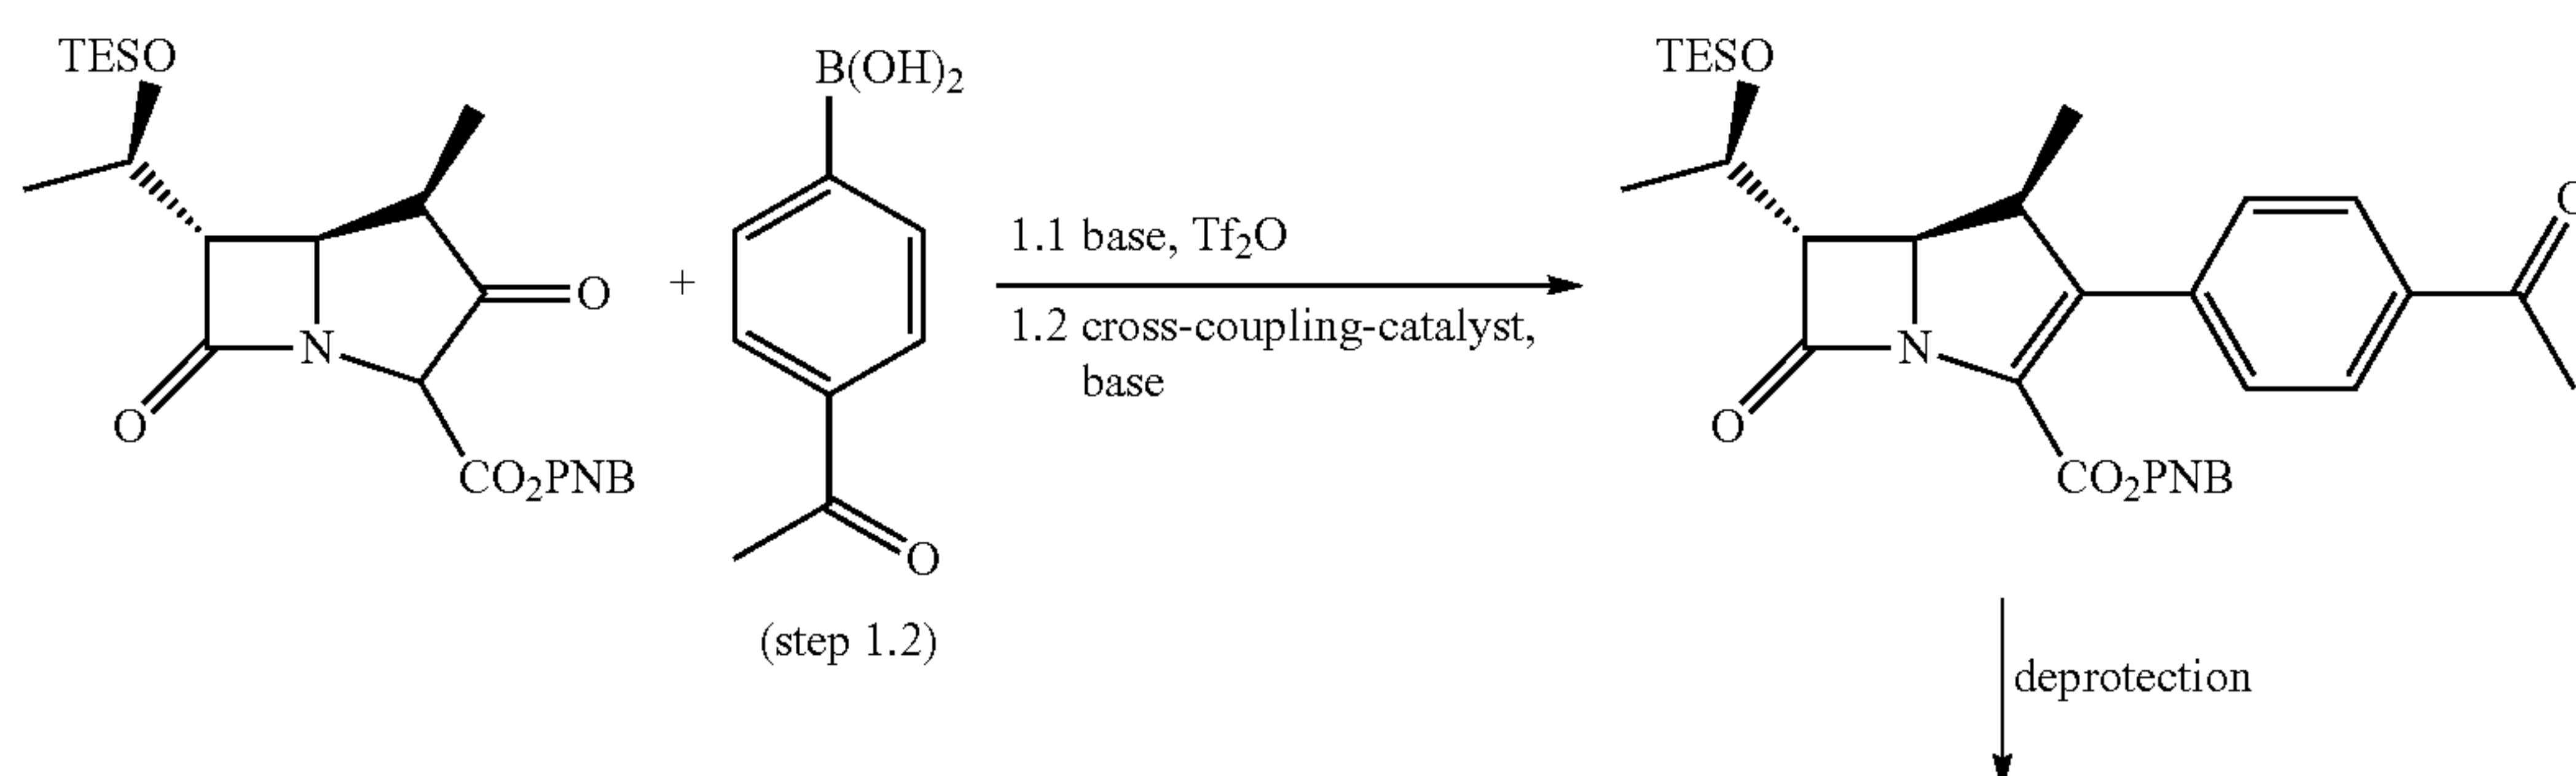 TESO
B(OH)₂
O
N
O
CO₂PNB
+
O
(step 1.2)
1.1 base, Tf₂O
1.2 cross-coupling-catalyst,
base
TESO
O
N
O
CO₂PNB
deprotection